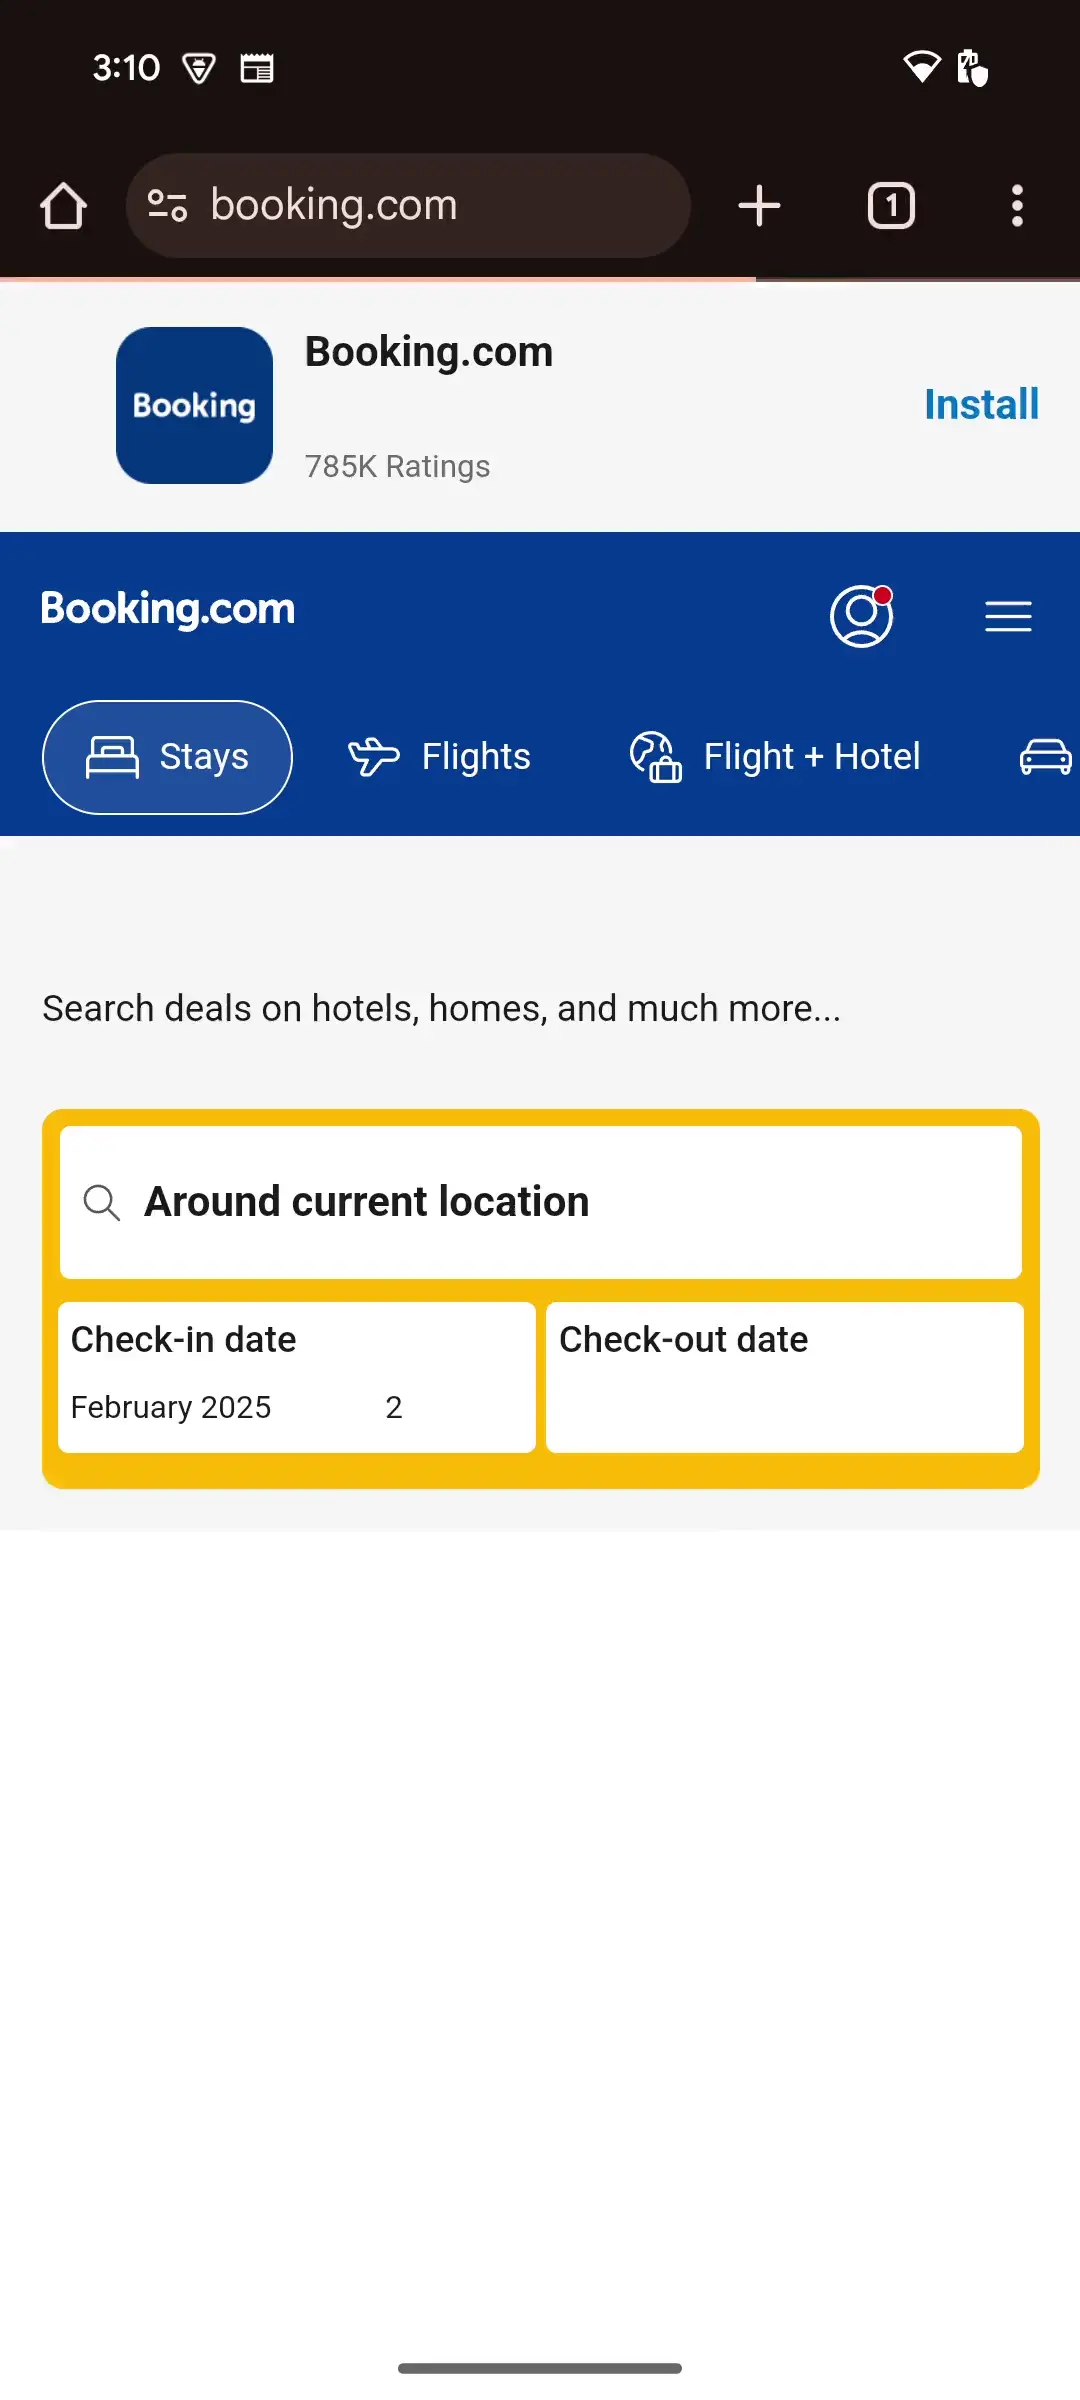 3:10
booking.com
1
Booking
Booking.com
785K Ratings
Install
Booking.com
Stays
Flights
Flight + Hotel
Search deals on hotels, homes, and much more...
Around current location
Check-in date
February 2025 2
Check-out date